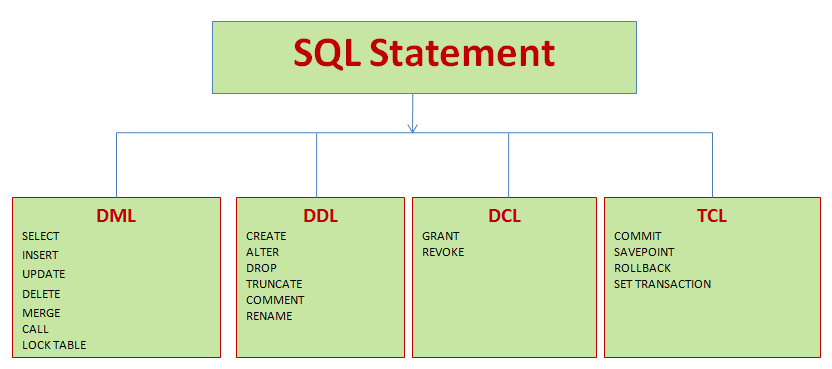 SQL Statement
DML
SELECT
INSERT
UPDATE
DELETE
MERGE
CALL
LOCK TABLE
DDL
CREATE
ALTER
DROP
TRUNCATE
COMMENT
RENAME
DCL
GRANT
REVOKE
TCL
COMMIT
SAVEPOINT
ROLLBACK
SET TRANSACTION